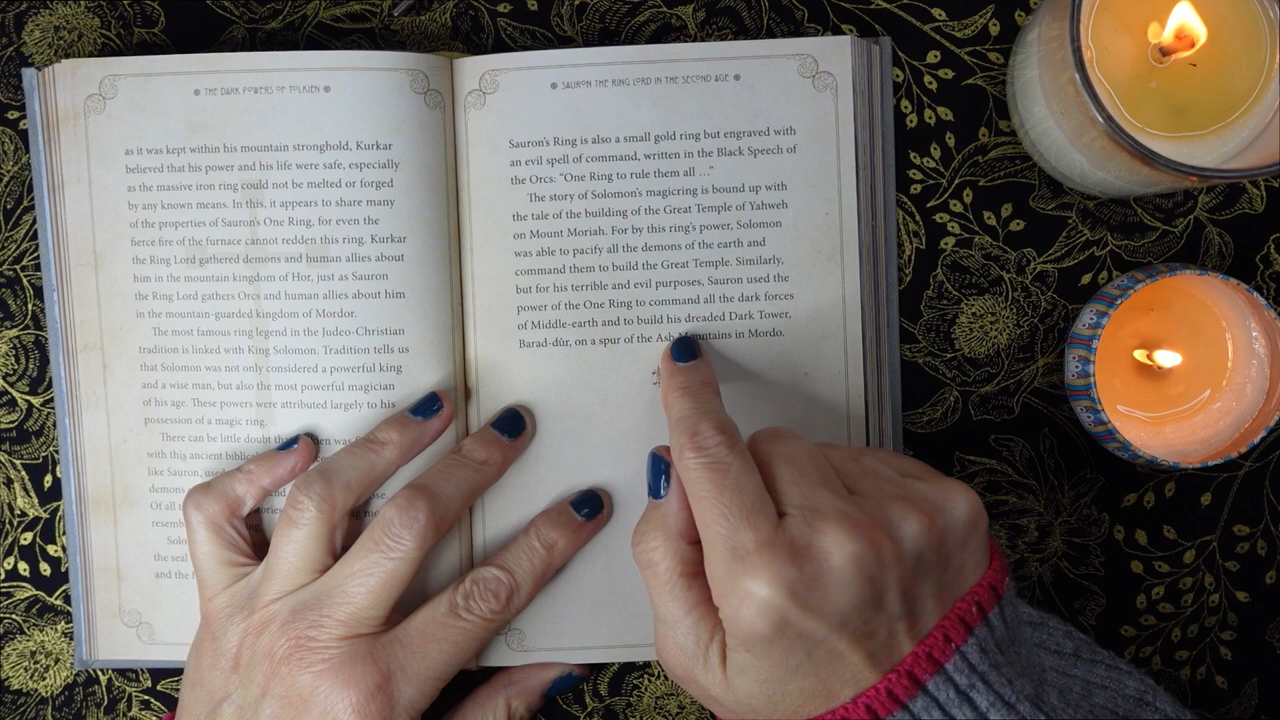 THE DARK POWERS OF TOLKIEN
as it was kept within his mountain stronghold, Kurkar
believed that his power and his life were safe, especially
as the massive iron ring could not be melted or forged
by any known means. In this, it appears to share many
of the properties of Sauron's One Ring, for even the
fierce fire of the furnace cannot redden this ring. Kurkar
the Ring Lord gathered demons and human allies about
him in the mountain kingdom of Hor, just as Sauron
the Ring Lord gathers Orcs and human allies about him
in the mountain-guarded kingdom of Mordor.
The most famous ring legend in the Judeo-Christian
tradition is linked with King Solomon. Tradition tells us
that Solomon was not only considered a powerful king
and a wise man, but also the most powerful magician
of his age. These powers were attributed largely to his
possession of a magic ring.
There can be little doubt was
with this ancient
like Sauron,
demons
Of all
the seal
and the
SAURON THE RING LORD IN THE SECOND AGE
Sauron's Ring is also a small gold ring but engraved with
an evil spell of command, written in the Black Speech of
the Orcs: “One Ring to rule them all …”
The story of Solomon's magicring is bound up with
the tale of the building of the Great Temple of Yahweh
on Mount Moriah. For by this ring's power, Solomon
was able to pacify all the demons of the earth and
command them to build the Great Temple. Similarly,
but for his terrible and evil purposes, Sauron used the
power of the One Ring to command all the dark forces
of Middle-earth and to build his dreaded Dark Tower,
Barad-dûr, on a spur of the Ash Mountains in Mordo.